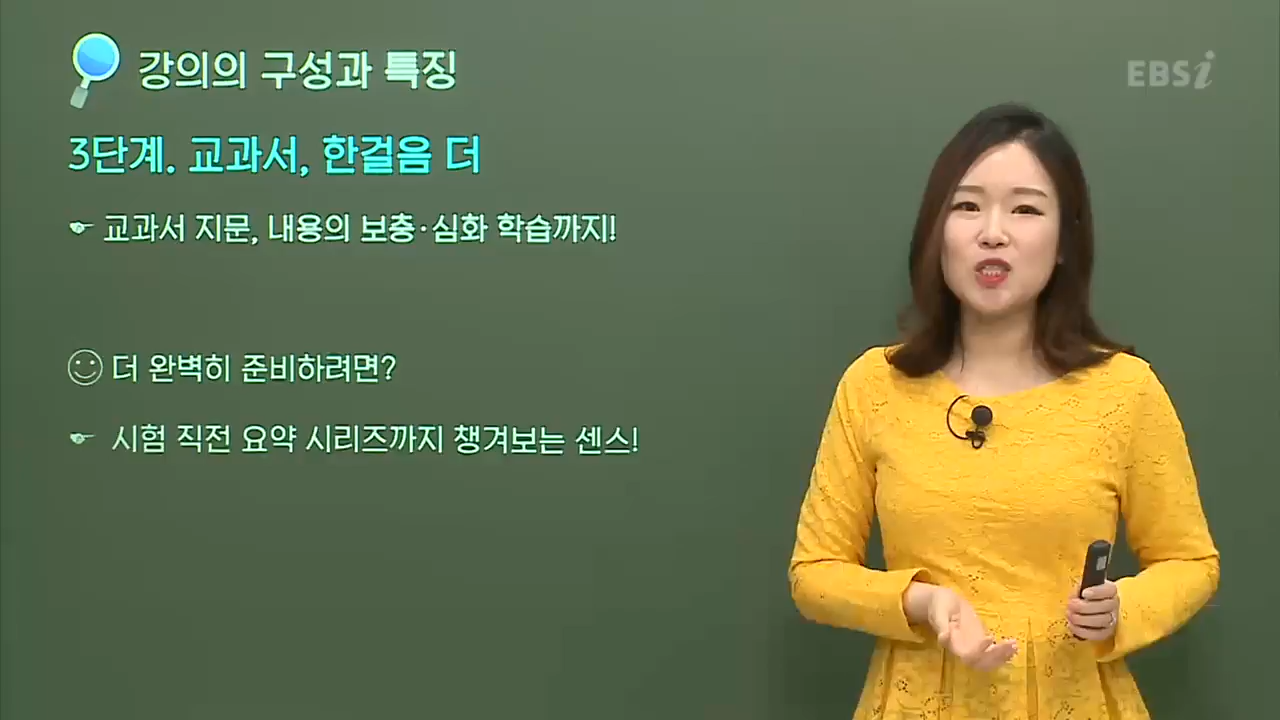 강의의 구성과 특징
EBSi
3단계. 교과서, 한걸음 더
☞ 교과서 지문, 내용의 보충·심화 학습까지!
더 완벽히 준비하려면?
☞ 시험 직전 요약 시리즈까지 챙겨보는 센스!